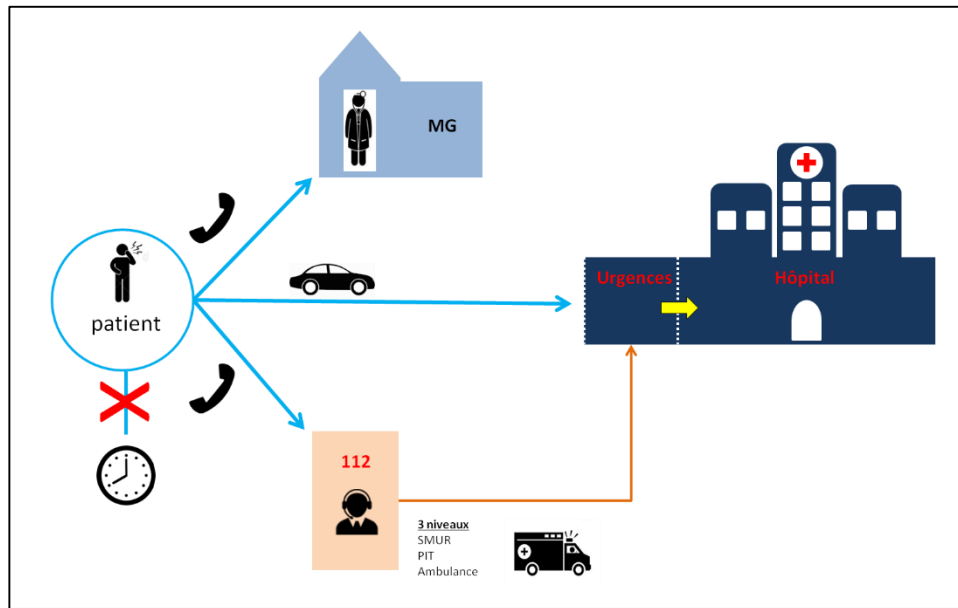 MG
patient
Urgences
Hôpital
112
3 niveaux
SMUR
PIT
Ambulance